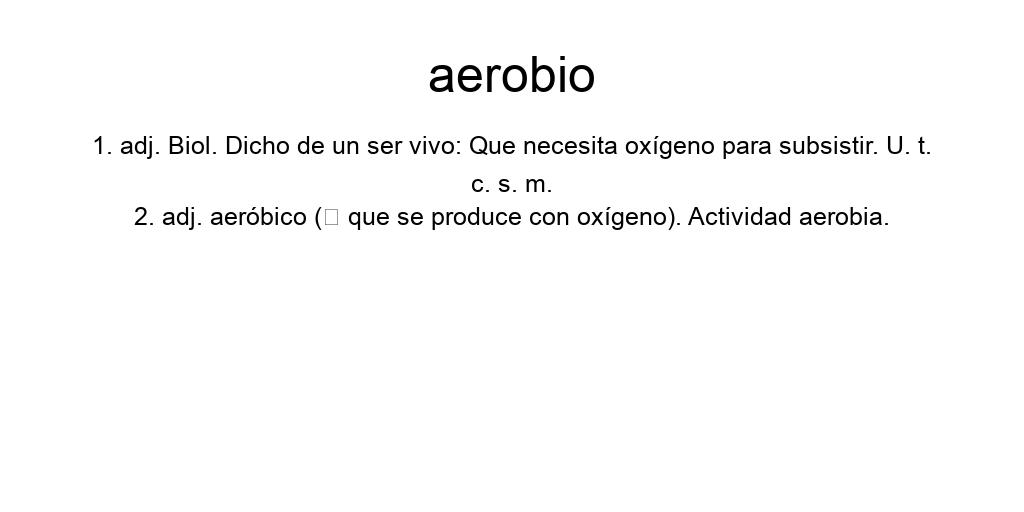 aerobio
1. adj. Biol. Dicho de un ser vivo: Que necesita oxígeno para subsistir. U. t.
c. s. m.
2. adj. aeróbico (□ que se produce con oxígeno). Actividad aerobia.